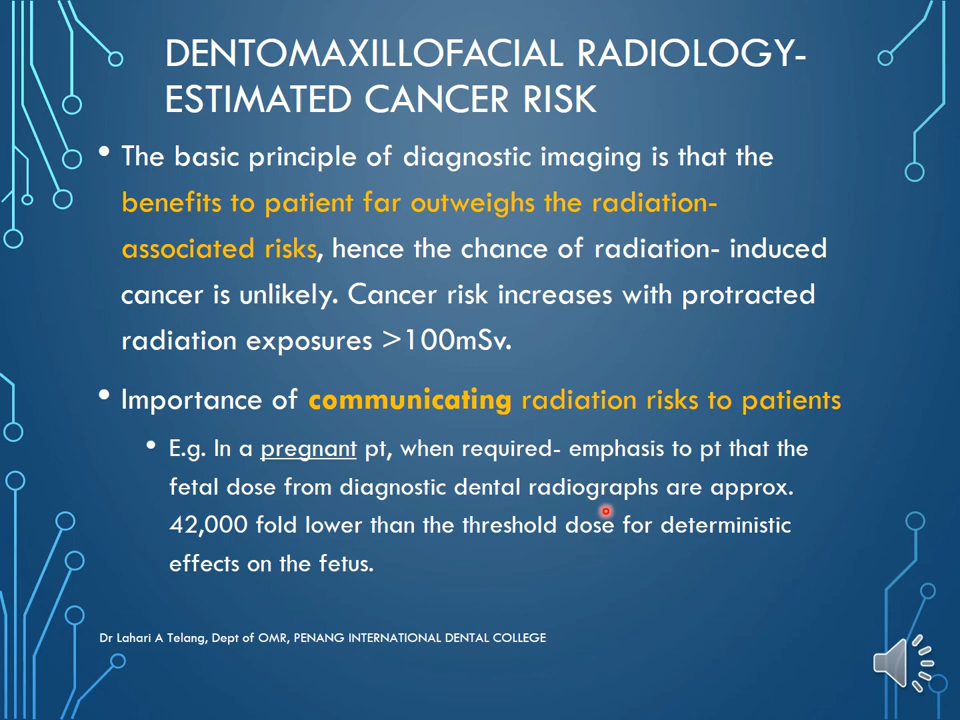 DENTOMAXILLOFACIAL RADIOLOGY-
ESTIMATED CANCER RISK
• The basic principle of diagnostic imaging is that the
benefits to patient far outweighs the radiation-
associated risks, hence the chance of radiation- induced
cancer is unlikely. Cancer risk increases with protracted
radiation exposures >100mSv.
• Importance of communicating radiation risks to patients
• E.g. In a pregnant pt, when required- emphasis to pt that the
fetal dose from diagnostic dental radiographs are approx.
42,000 fold lower than the threshold dose for deterministic
effects on the fetus.
Dr Lahari A Telang, Dept of OMR, PENANG INTERNATIONAL DENTAL COLLEGE